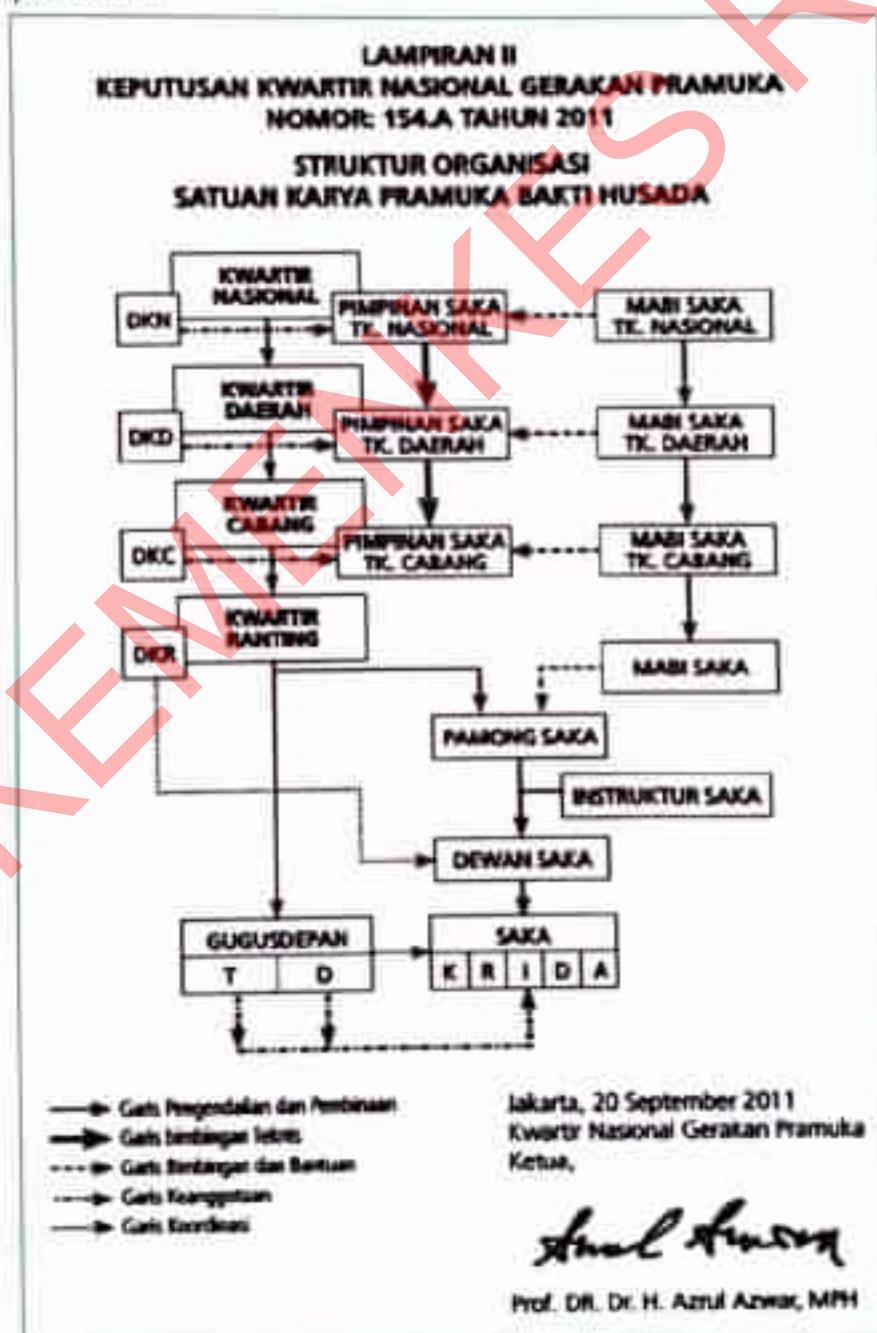 LAMPIRAN II
KEPUTUSAN KWARTIR NASIONAL GERAKAN PRAMUKA
NOMOR: 154.A TAHUN 2011
STRUKTUR ORGANISASI
SATUAN KARYA PRAMUKA BAKTI HUSADA
KWARTIR
NASIONAL
DKN
PIMPINAN SAKA
TK. NASIONAL
MABI SAKA
TK. NASIONAL
KWARTIR
DAERAH
DKD
PIMPINAN SAKA
TK. DAERAH
MABI SAKA
TK. DAERAH
KWARTIR
CABANG
DKC
PIMPINAN SAKA
TK. CABANG
MABI SAKA
TK. CABANG
KWARTIR
RANTING
DKR
MABI SAKA
PAMONG SAKA
INSTRUKTUR SAKA
DEWAN SAKA
GUGUSDEPAN
T D
SAKA
K R I D A
Garis Pengendalian dan Pembinaan
Garis bimbingan Teknis
Garis Bimbingan dan Bantuan
Garis Keanggotaan
Garis Koordinasi
Jakarta, 20 September 2011
Kwartir Nasional Gerakan Pramuka
Ketua,
Prof. DR. Dr. H. Azrul Azwar, MPH
KEMENKES R